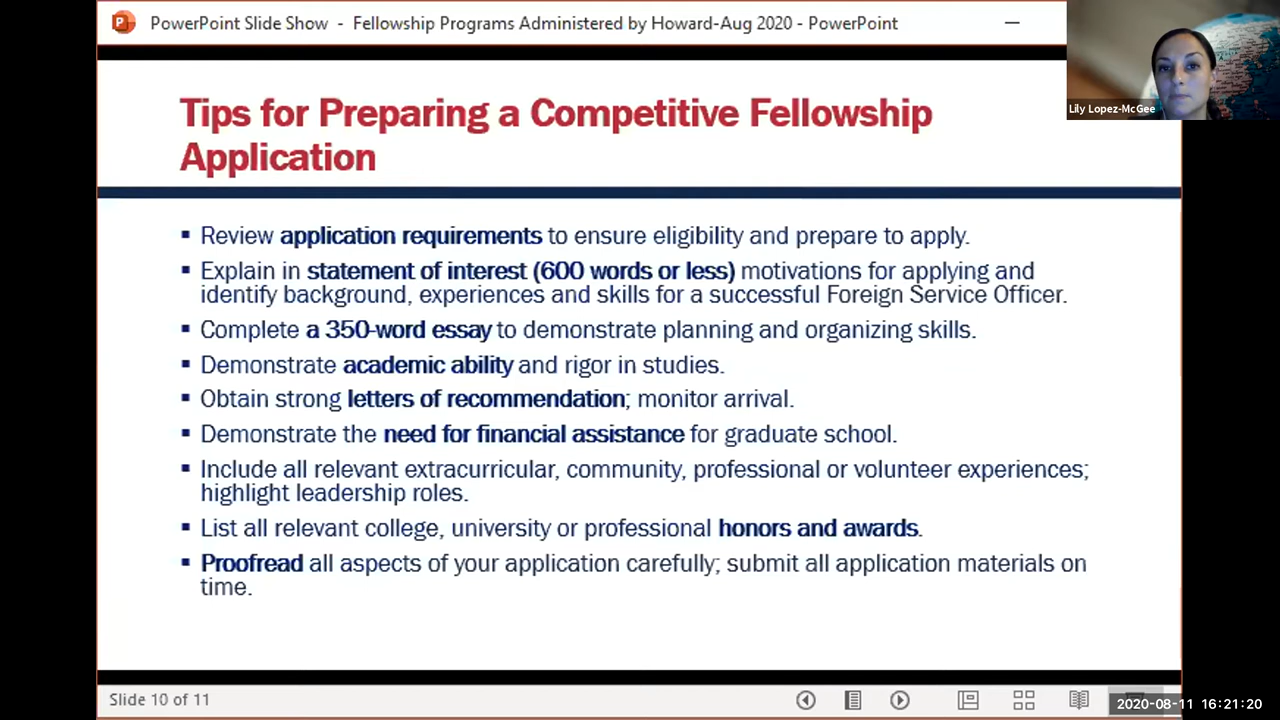 PowerPoint Slide Show - Fellowship Programs Administered by Howard-Aug 2020 - PowerPoint
Lily Lopez-McGee
Tips for Preparing a Competitive Fellowship
Application
▪ Review application requirements to ensure eligibility and prepare to apply.
▪ Explain in statement of interest (600 words or less) motivations for applying and
identify background, experiences and skills for a successful Foreign Service Officer.
▪ Complete a 350-word essay to demonstrate planning and organizing skills.
▪ Demonstrate academic ability and rigor in studies.
▪ Obtain strong letters of recommendation; monitor arrival.
▪ Demonstrate the need for financial assistance for graduate school.
▪ Include all relevant extracurricular, community, professional or volunteer experiences;
highlight leadership roles.
▪ List all relevant college, university or professional honors and awards.
▪ Proofread all aspects of your application carefully; submit all application materials on
time.
Slide 10 of 11
2020-08-11 16:21:20